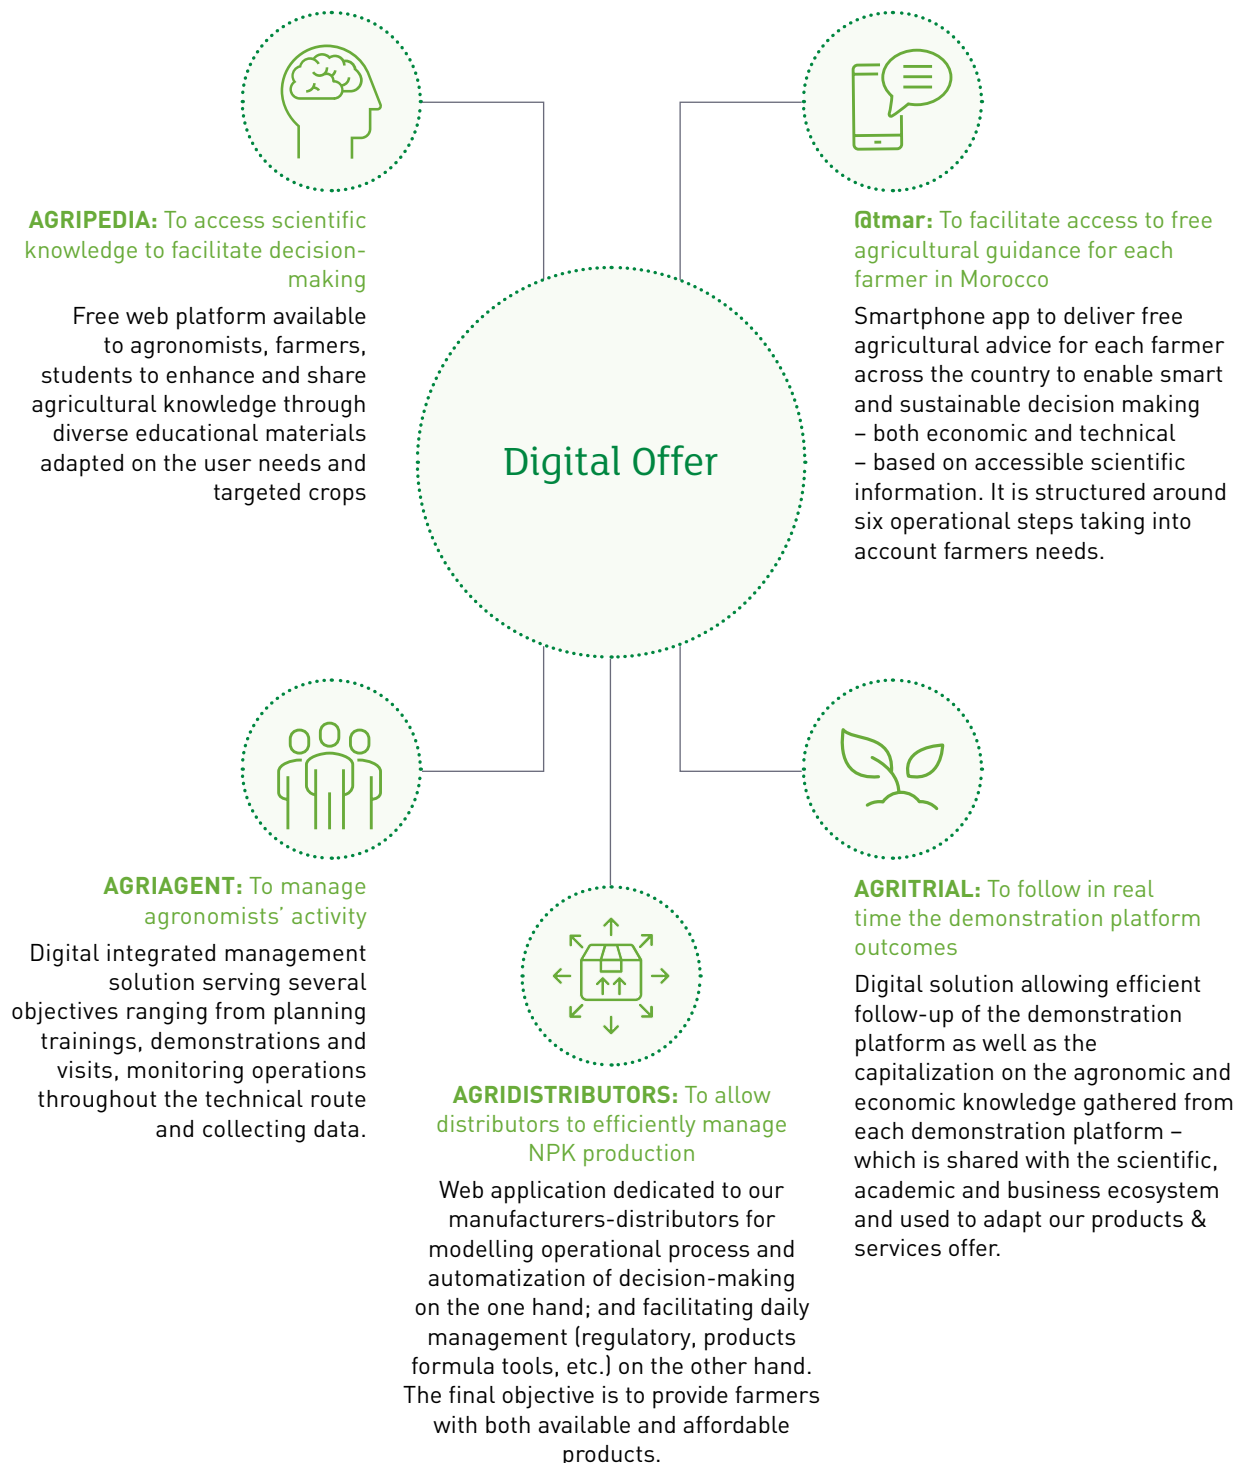 AGRIPEDIA: To access scientific
knowledge to facilitate decision-
making
Free web platform available
to agronomists, farmers,
students to enhance and share
agricultural knowledge through
diverse educational materials
adapted on the user needs and
targeted crops
@tmar: To facilitate access to free
agricultural guidance for each
farmer in Morocco
Smartphone app to deliver free
agricultural advice for each farmer
across the country to enable smart
and sustainable decision making
– both economic and technical
– based on accessible scientific
information. It is structured around
six operational steps taking into
account farmers needs.
Digital Offer
AGRIAGENT: To manage
agronomists’ activity
Digital integrated management
solution serving several
objectives ranging from planning
trainings, demonstrations and
visits, monitoring operations
throughout the technical route
and collecting data.
AGRIDISTRIBUTORS: To allow
distributors to efficiently manage
NPK production
Web application dedicated to our
manufacturers-distributors for
modelling operational process and
automatization of decision-making
on the one hand; and facilitating daily
management (regulatory, products
formula tools, etc.) on the other hand.
The final objective is to provide farmers
with both available and affordable
products.
AGRITRIAL: To follow in real
time the demonstration platform
outcomes
Digital solution allowing efficient
follow-up of the demonstration
platform as well as the
capitalization on the agronomic and
economic knowledge gathered from
each demonstration platform –
which is shared with the scientific,
academic and business ecosystem
and used to adapt our products &
services offer.